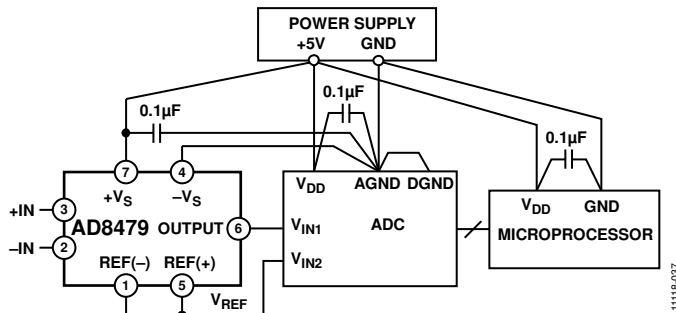 POWER SUPPLY
+5V GND
0.1µF
0.1µF
0.1µF
7
4
+VS
–VS
VDD
AGND
DGND
VDD
GND
+IN
3
AD8479
OUTPUT
6
VIN1
ADC
MICROPROCESSOR
–IN
2
REF(–)
REF(+)
VIN2
1
5
VREF
11118-037